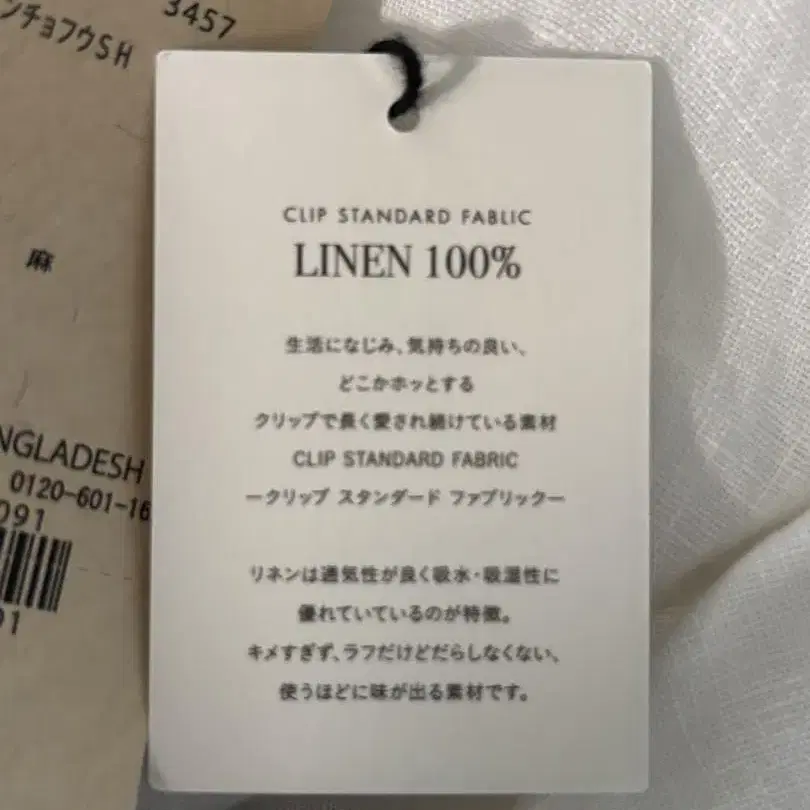 ンチョフウSH
3457
麻
NGLADESH
0120-601-16
091
91
CLIP STANDARD FABLIC
LINEN 100%
生活になじみ、気持ちの良い、
どこかホッとする
クリップで長く愛され続けている素材
CLIP STANDARD FABRIC
ークリップ スタンダード ファブリックー
リネンは通気性が良く吸水・吸湿性に
優れていているのが特徴。
キメすぎず、ラフだけどだらしなくない、
使うほどに味が出る素材です。